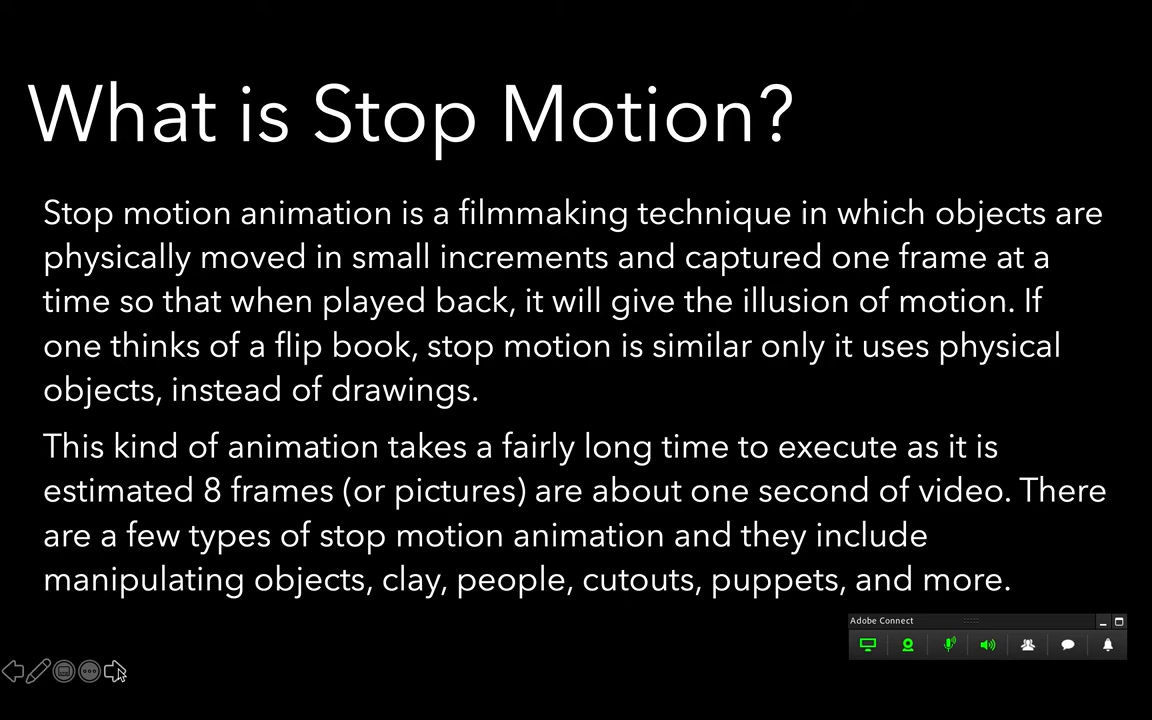 What is Stop Motion?
Stop motion animation is a filmmaking technique in which objects are
physically moved in small increments and captured one frame at a
time so that when played back, it will give the illusion of motion. If
one thinks of a flip book, stop motion is similar only it uses physical
objects, instead of drawings.
This kind of animation takes a fairly long time to execute as it is
estimated 8 frames (or pictures) are about one second of video. There
are a few types of stop motion animation and they include
manipulating objects, clay, people, cutouts, puppets, and more.
Adobe Connect